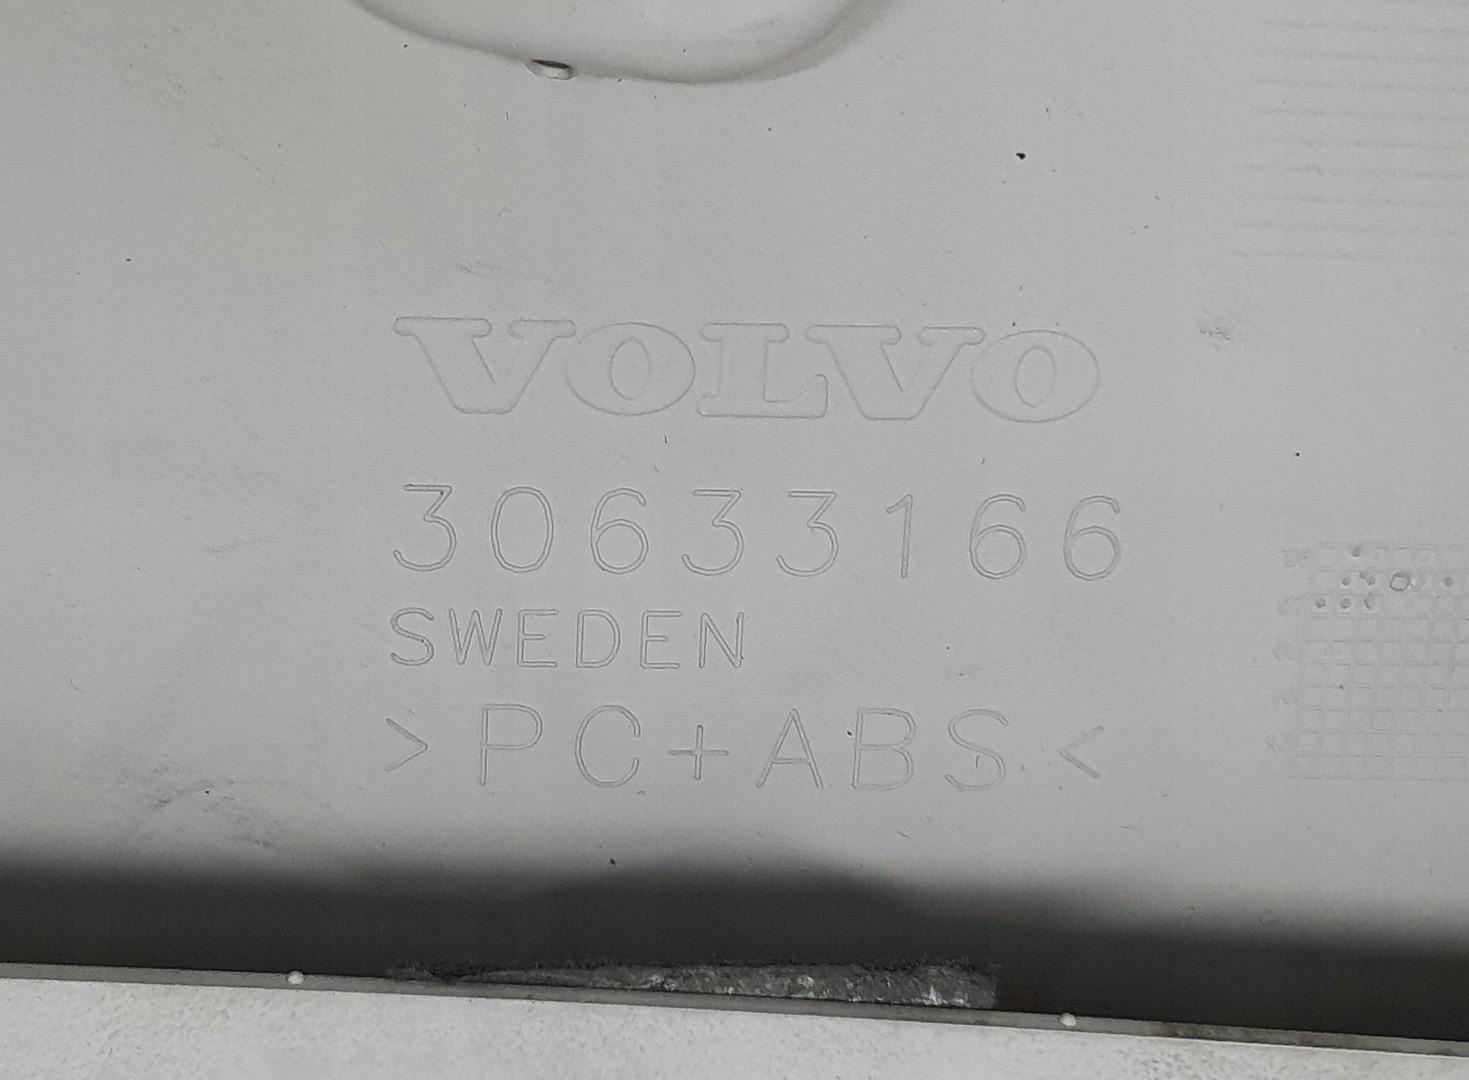 VOLVO
30633166
SWEDEN
>PC+ABS<